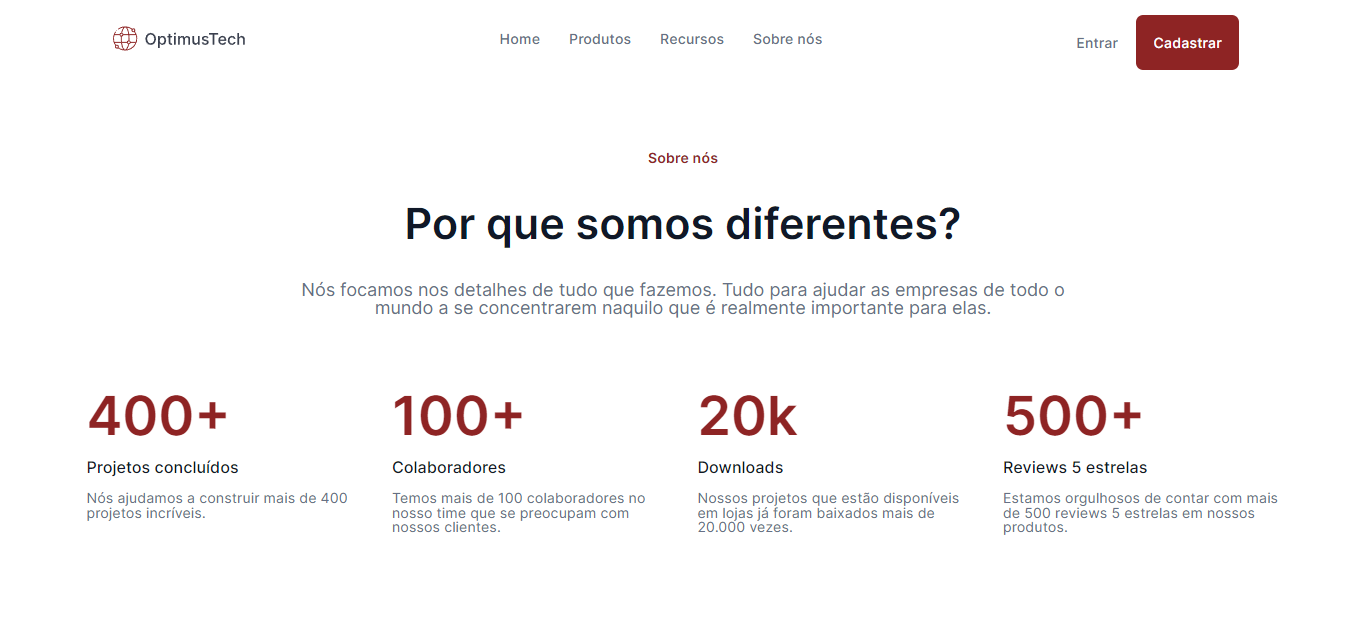 OptimusTech
Home Produtos Recursos Sobre nós
Entrar Cadastrar
Sobre nós
Por que somos diferentes?
Nós focamos nos detalhes de tudo que fazemos. Tudo para ajudar as empresas de todo o
mundo a se concentrarem naquilo que é realmente importante para elas.
400+
Projetos concluídos
Nós ajudamos a construir mais de 400
projetos incríveis.
100+
Colaboradores
Temos mais de 100 colaboradores no
nosso time que se preocupam com
nossos clientes.
20k
Downloads
Nossos projetos que estão disponíveis
em lojas já foram baixados mais de
20.000 vezes.
500+
Reviews 5 estrelas
Estamos orgulhosos de contar com mais
de 500 reviews 5 estrelas em nossos
produtos.